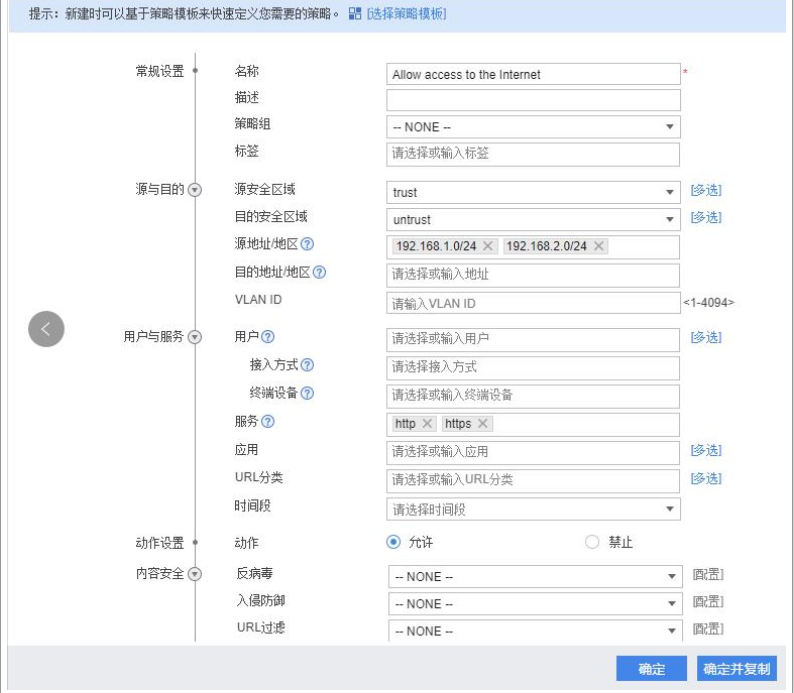 提示：新建时可以基于策略模板来快速定义您需要的策略。 [选择策略模板]
常规设置 名称 Allow access to the Internet *
描述
策略组 -- NONE --
标签 请选择或输入标签
源与目的 源安全区域 trust [多选]
目的安全区域 untrust [多选]
源地址/地区 ? 192.168.1.0/24 × 192.168.2.0/24 ×
目的地址/地区 ? 请选择或输入地址
VLAN ID 请输入VLAN ID <1-4094>
用户与服务 用户 ? 请选择或输入用户 [多选]
接入方式 ? 请选择接入方式
终端设备 ? 请选择或输入终端设备
服务 ? http × https ×
应用 请选择或输入应用 [多选]
URL分类 请选择或输入URL分类 [多选]
时间段 请选择时间段
动作设置 动作 允许 禁止
内容安全 反病毒 -- NONE -- [配置]
入侵防御 -- NONE -- [配置]
URL过滤 -- NONE -- [配置]
确定 确定并复制